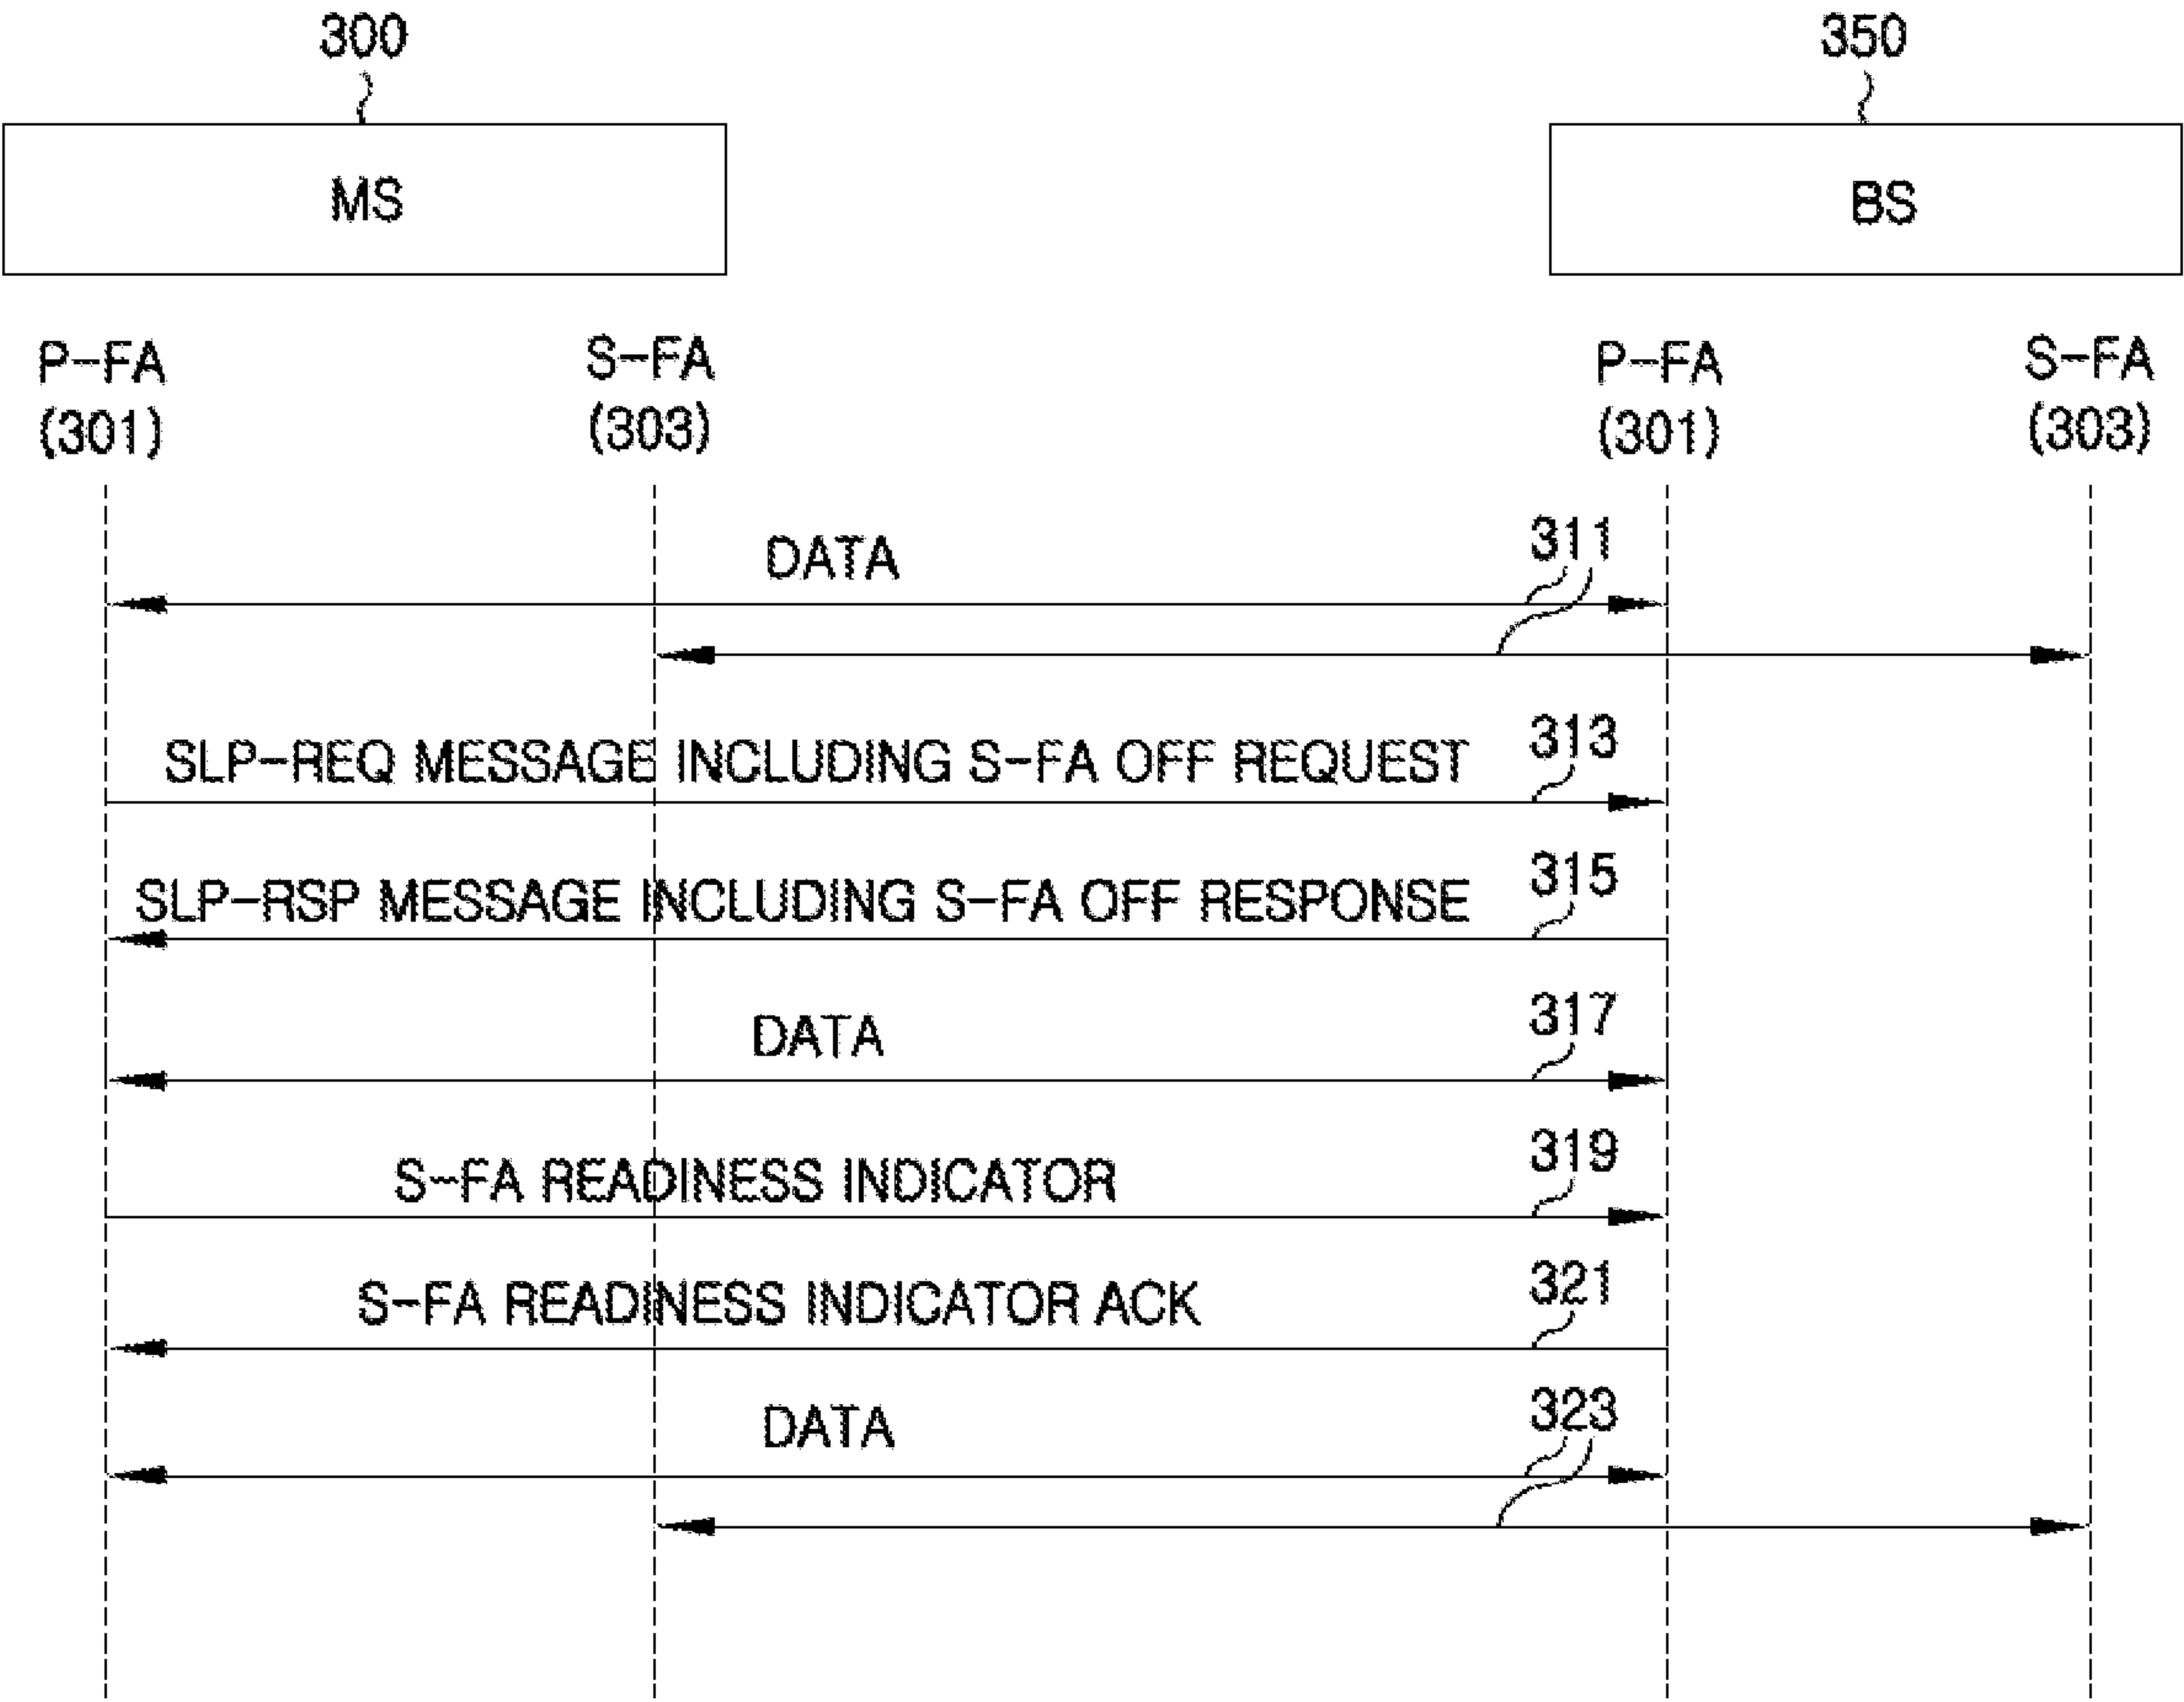 300
350
MS
BS
P-FA
(301)
S-FA
(303)
P-FA
(301)
S-FA
(303)
DATA
311
SLP-REQ MESSAGE INCLUDING S-FA OFF REQUEST
313
SLP-RSP MESSAGE INCLUDING S-FA OFF RESPONSE
315
DATA
317
S-FA READINESS INDICATOR
319
S-FA READINESS INDICATOR ACK
321
DATA
323